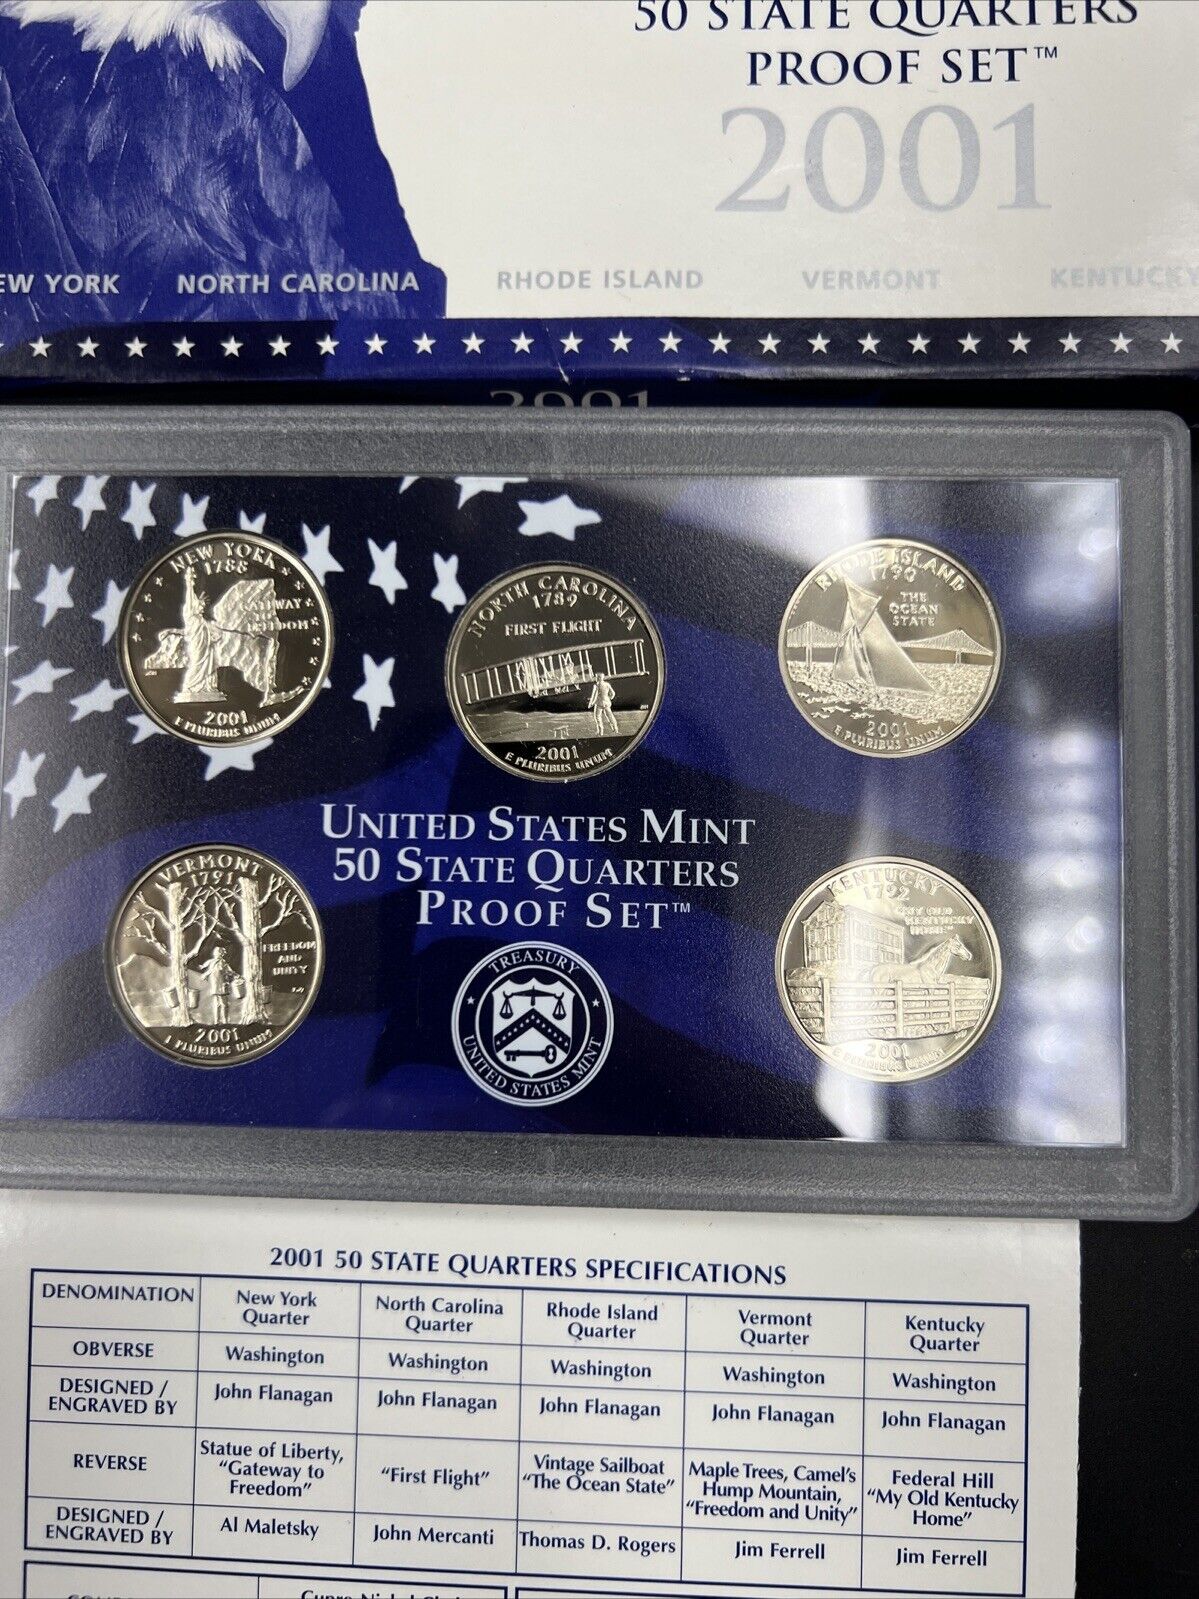 50 STATE QUARTERS
PROOF SET™
2001
EW YORK NORTH CAROLINA RHODE ISLAND VERMONT KENTUCKY
2001
NEW YORK
1788
GATEWAY
TO
FREEDOM
2001
E PLURIBUS UNUM
NORTH CAROLINA
1789
FIRST FLIGHT
2001
E PLURIBUS UNUM
RHODE ISLAND
1790
THE
OCEAN
STATE
2001
E PLURIBUS UNUM
UNITED STATES MINT
50 STATE QUARTERS
PROOF SET™
VERMONT
1791
FREEDOM
AND
UNITY
2001
E PLURIBUS UNUM
TREASURY
UNITED STATES MINT
KENTUCKY
1792
"MY OLD
KENTUCKY
HOME"
2001
E PLURIBUS UNUM
2001 50 STATE QUARTERS SPECIFICATIONS
DENOMINATION New York Quarter North Carolina Quarter Rhode Island Quarter Vermont Quarter Kentucky Quarter
OBVERSE Washington Washington Washington Washington Washington
DESIGNED / ENGRAVED BY John Flanagan John Flanagan John Flanagan John Flanagan John Flanagan
REVERSE Statue of Liberty, "Gateway to Freedom" "First Flight" Vintage Sailboat "The Ocean State" Maple Trees, Camel's Hump Mountain, "Freedom and Unity" Federal Hill "My Old Kentucky Home"
DESIGNED / ENGRAVED BY Al Maletsky John Mercanti Thomas D. Rogers Jim Ferrell Jim Ferrell